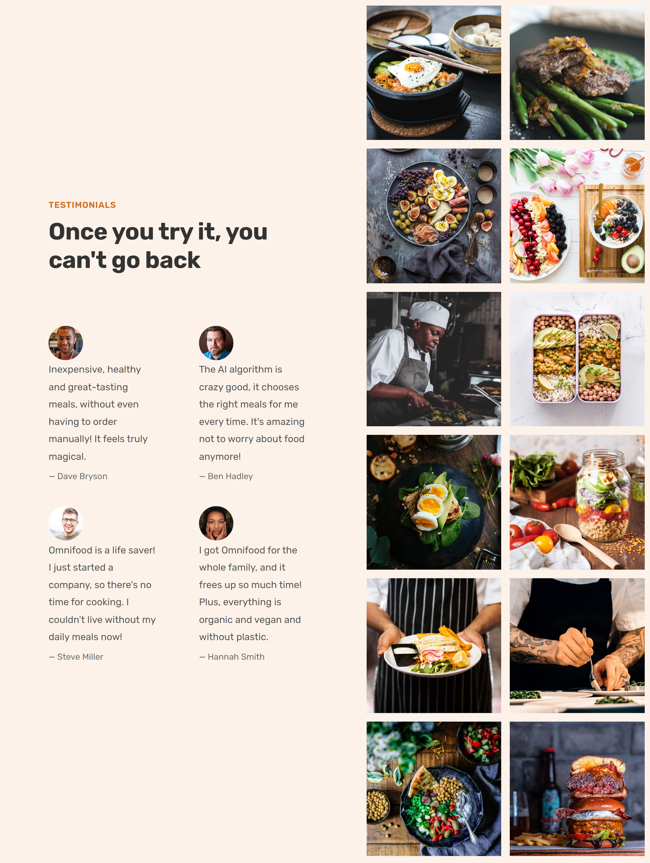 TESTIMONIALS
Once you try it, you
can't go back
Inexpensive, healthy
and great-tasting
meals, without even
having to order
manually! It feels truly
magical.
— Dave Bryson
The AI algorithm is
crazy good, it chooses
the right meals for me
every time. It's amazing
not to worry about food
anymore!
— Ben Hadley
Omnifood is a life saver!
I just started a
company, so there's no
time for cooking. I
couldn't live without my
daily meals now!
— Steve Miller
I got Omnifood for the
whole family, and it
frees up so much time!
Plus, everything is
organic and vegan and
without plastic.
— Hannah Smith